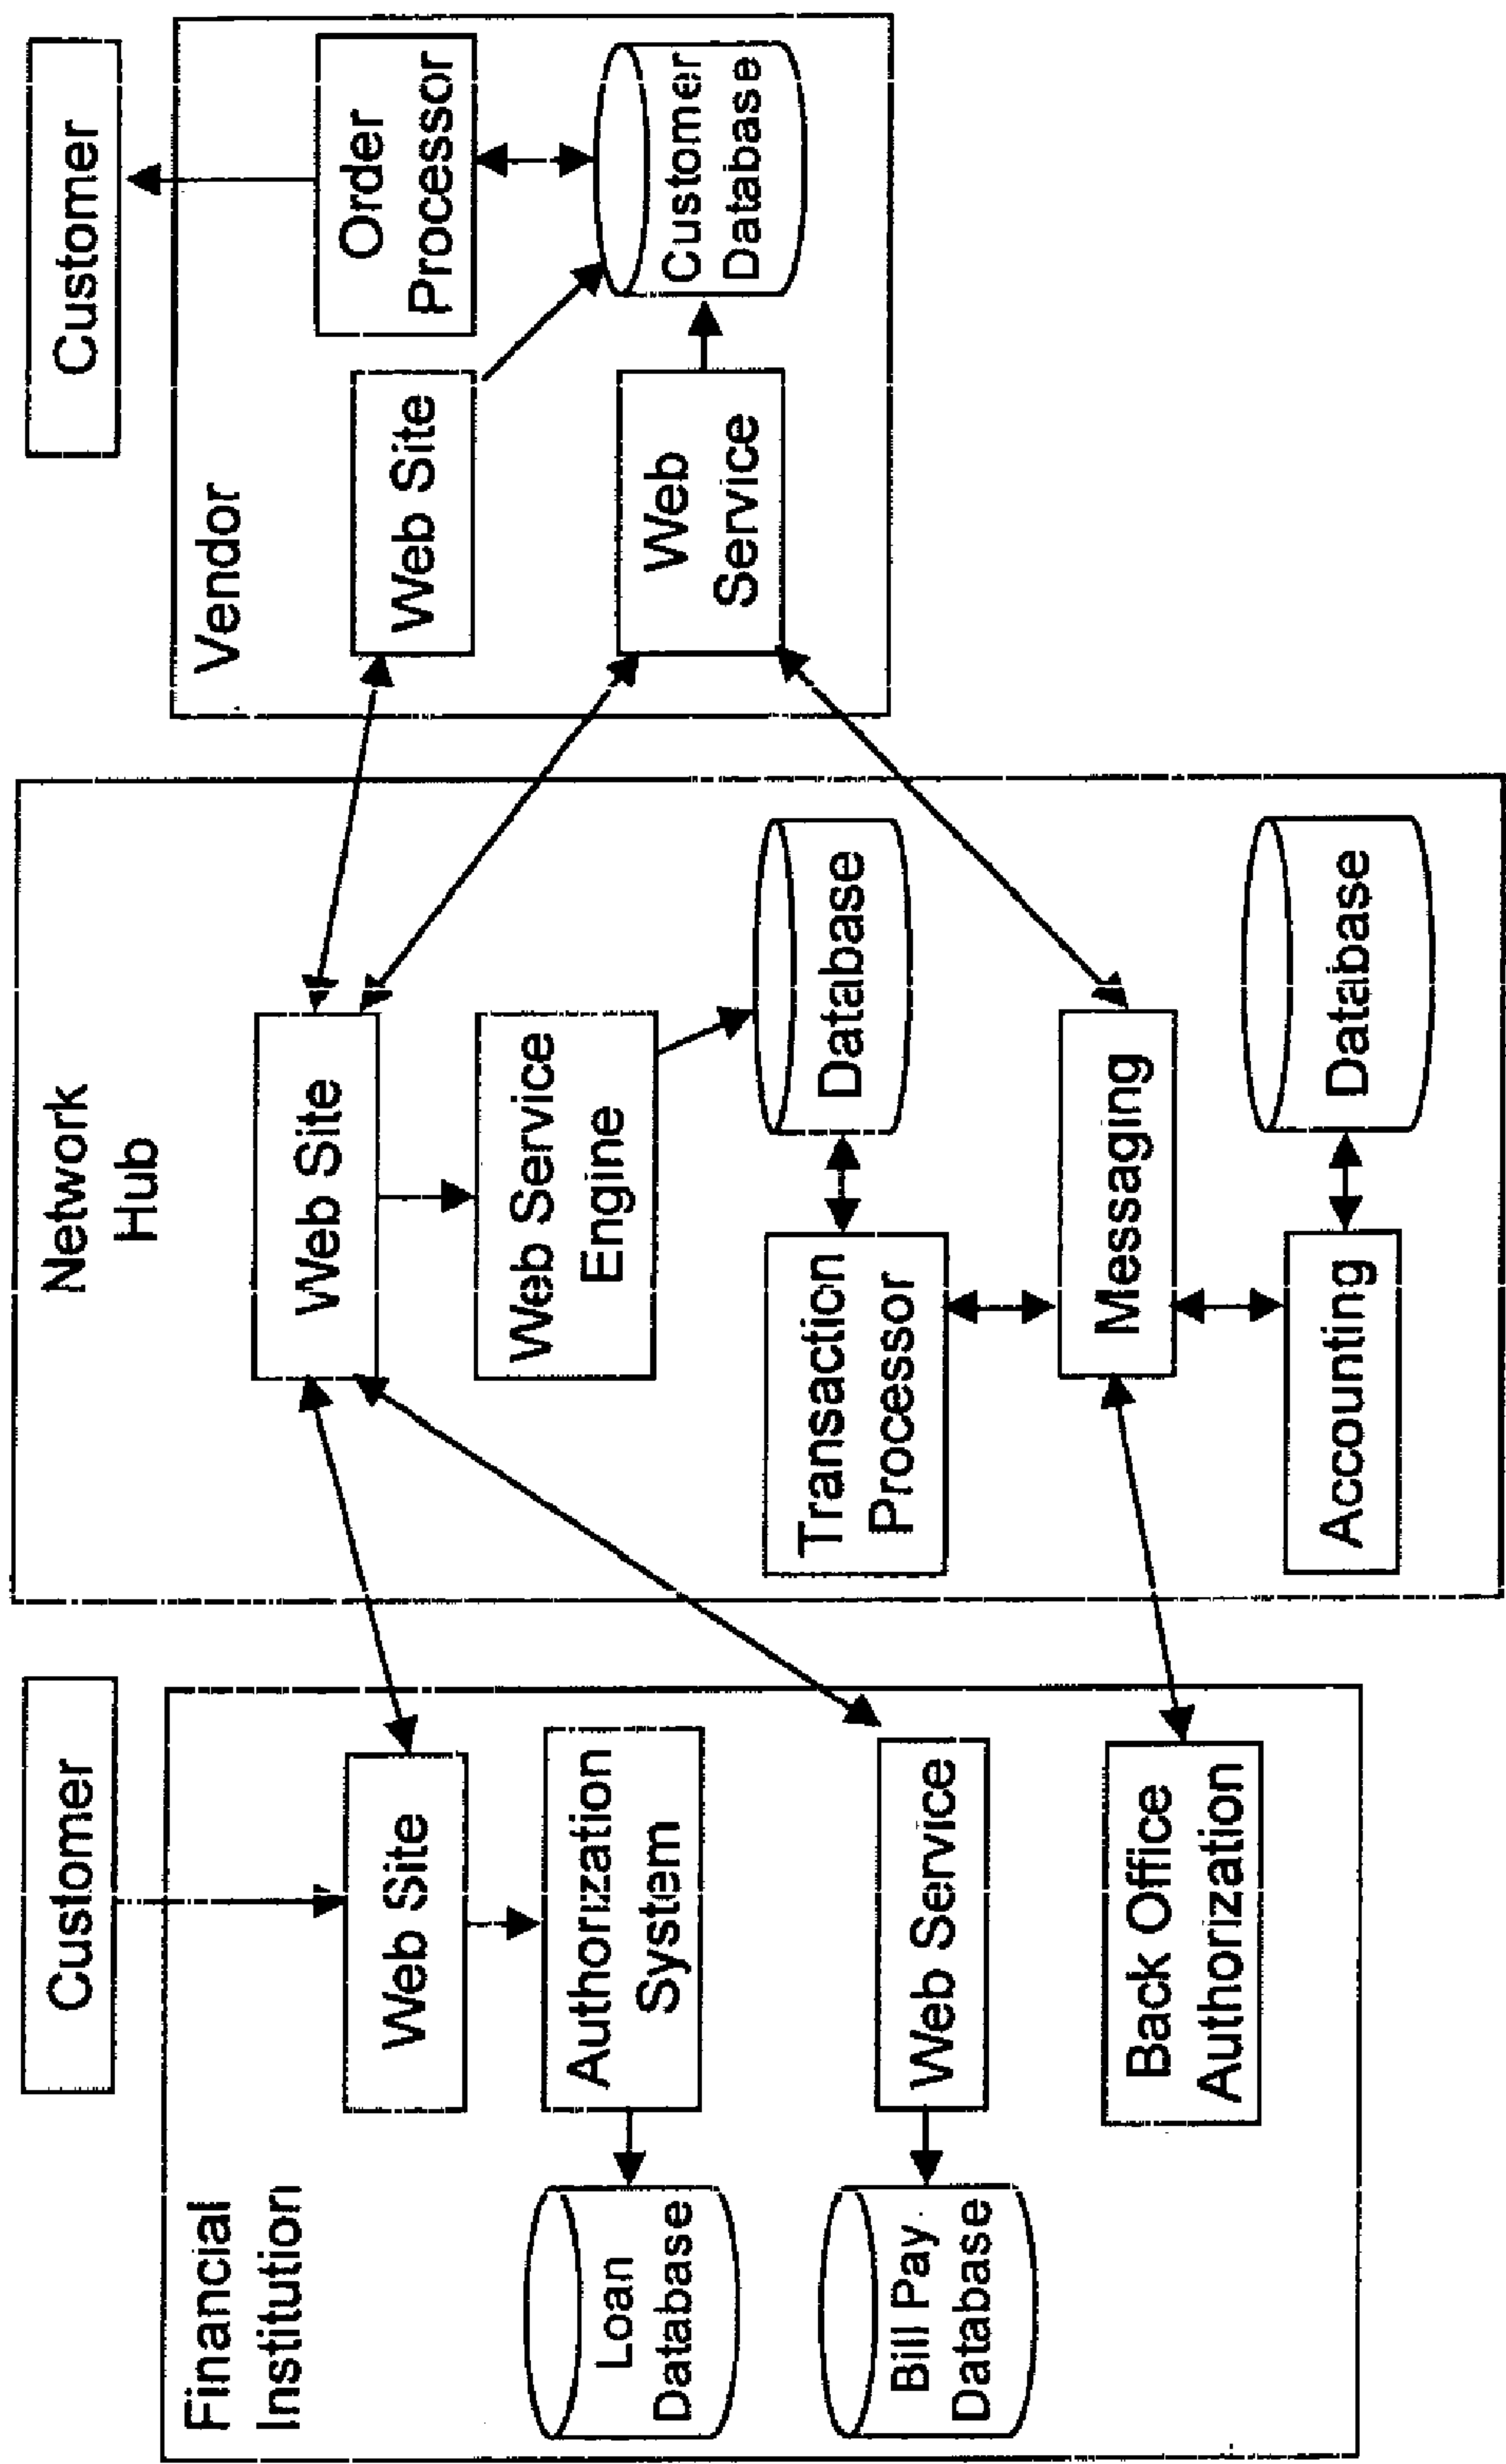 Customer
Financial
Institution
Web Site
Authorization
System
Loan
Database
Web Service
Bill Pay
Database
Back Office
Authorization
Network
Hub
Web Site
Web Service
Engine
Database
Transaction
Processor
Messaging
Accounting
Database
Customer
Vendor
Order
Processor
Web Site
Customer
Database
Web
Service